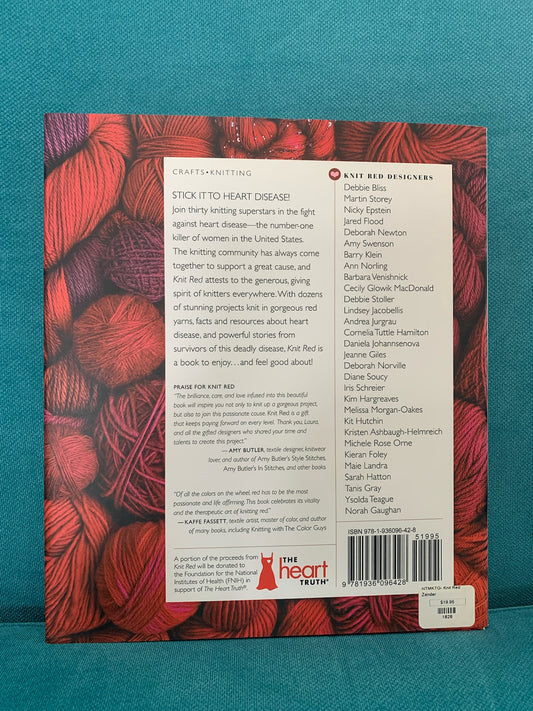 CRAFTS•KNITTING
STICK IT TO HEART DISEASE!
Join thirty knitting superstars in the fight
against heart disease—the number-one
killer of women in the United States.
The knitting community has always come
together to support a great cause, and
Knit Red attests to the generous, giving
spirit of knitters everywhere. With dozens
of stunning projects knit in gorgeous red
yarns, facts and resources about heart
disease, and powerful stories from
survivors of this deadly disease, Knit Red is
a book to enjoy...and feel good about!
PRAISE FOR KNIT RED
"The brilliance, care, and love infused into this beautiful
book will inspire you not only to knit up a gorgeous project,
but also to join this passionate cause. Knit Red is a gift
that keeps paying forward on every level. Thank you, Laura,
and all the gifted designers who shared your time and
talents to create this project."
—AMY BUTLER, textile designer, knitwear
lover, and author of Amy Butler's Style Stitches,
Amy Butler's In Stitches, and other books
"Of all the colors on the wheel, red has to be the most
passionate and life affirming. This book celebrates its vitality
and the therapeutic art of knitting red."
—KAFFE FASSETT, textile artist, master of color, and author
of many books, including Knitting with The Color Guys
A portion of the proceeds from
Knit Red will be donated to
the Foundation for the National
Institutes of Health (FNIH) in
support of The Heart Truth®.
THE
heart
TRUTH®
KNIT RED DESIGNERS
Debbie Bliss
Martin Storey
Nicky Epstein
Jared Flood
Deborah Newton
Amy Swenson
Barry Klein
Ann Norling
Barbara Venishnick
Cecily Glowik MacDonald
Debbie Stoller
Lindsey Jacobellis
Andrea Jurgrau
Cornelia Tuttle Hamilton
Daniela Johannsenova
Jeanne Giles
Deborah Norville
Diane Soucy
Iris Schreier
Kim Hargreaves
Melissa Morgan-Oakes
Kit Hutchin
Kristen Ashbaugh-Helmreich
Michele Rose Orne
Kieran Foley
Maie Landra
Sarah Hatton
Tanis Gray
Ysolda Teague
Norah Gaughan
ISBN 978-1-936096-42-8
51995
9 781936 096428
NTMKTG- Knit Red
Zander
$19.95
1828